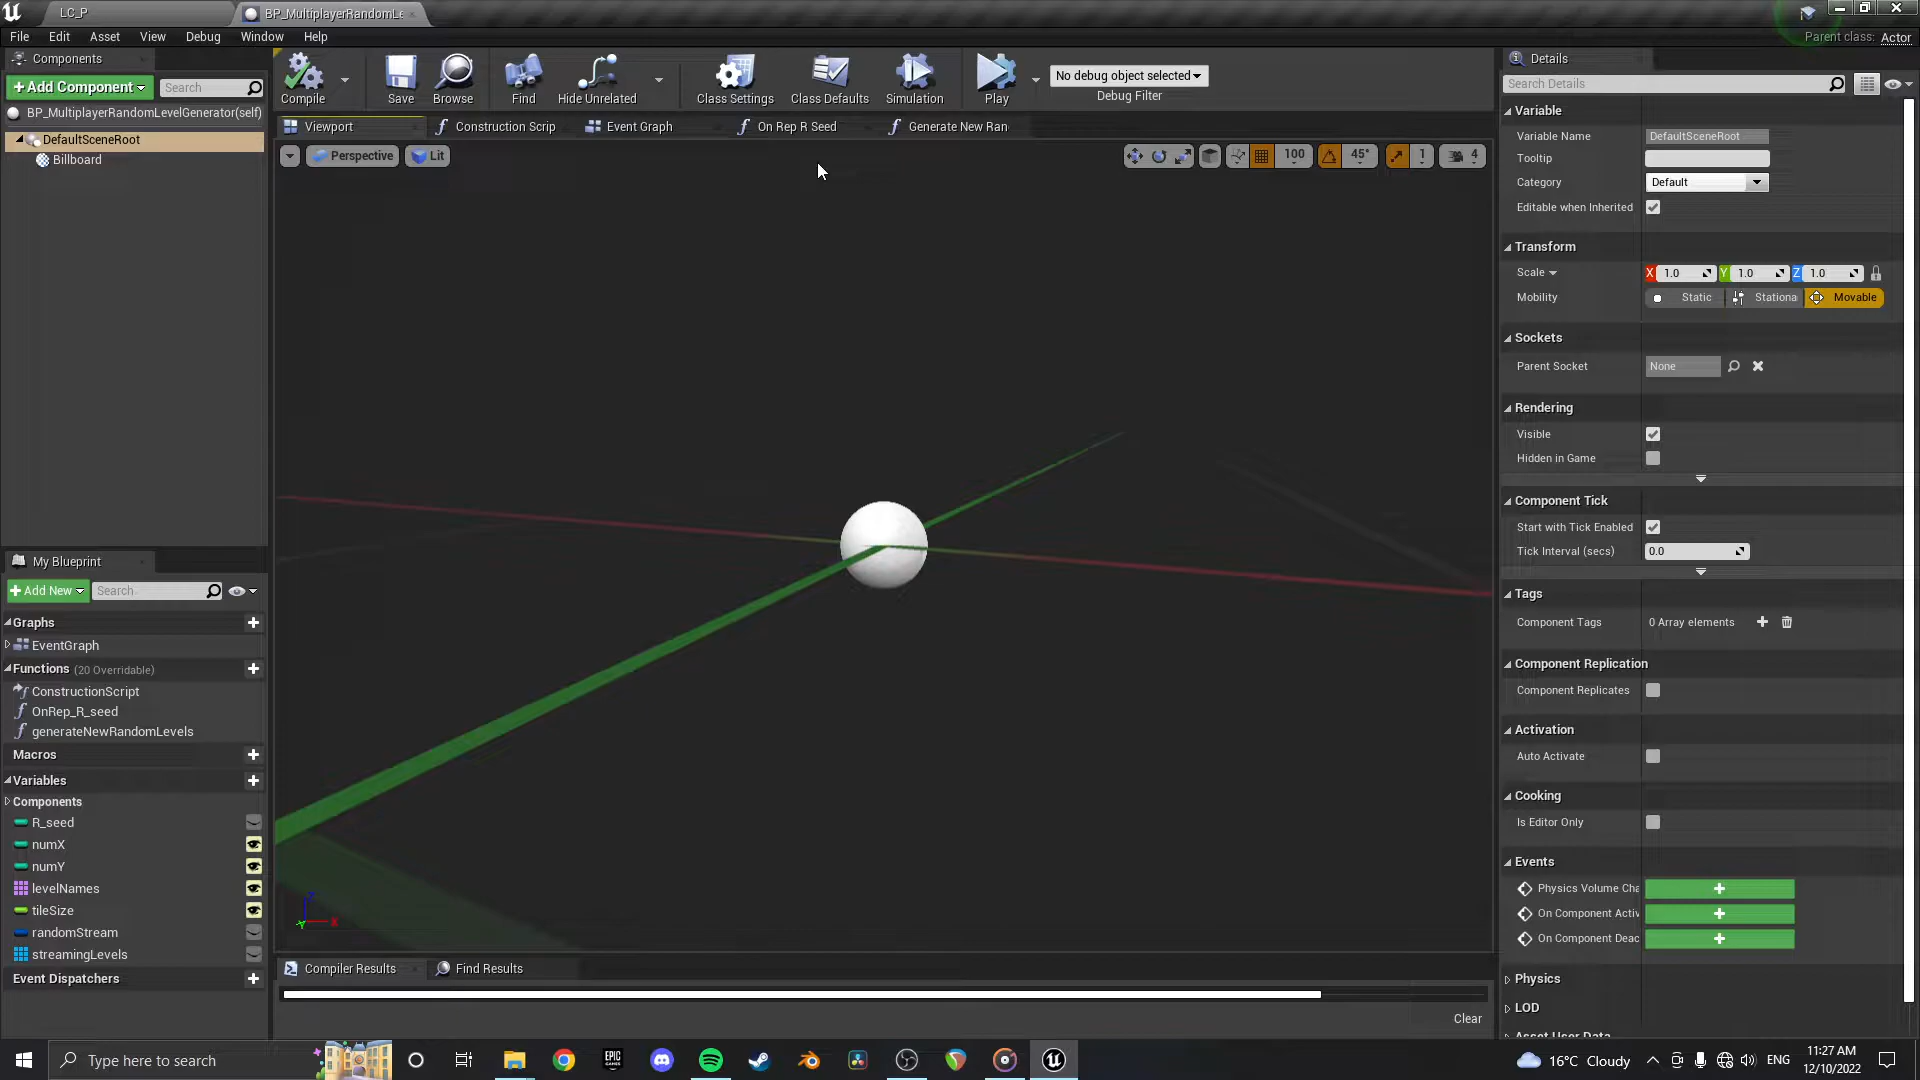 LC_P
BP_MultiplayerRandomLe
File
Edit
Asset
View
Debug
Window
Help
Parent class: Actor
Components
+Add Component
Search
BP_MultiplayerRandomLevelGenerator(self)
DefaultSceneRoot
Billboard
Compile
Save
Browse
Find
Hide Unrelated
Class Settings
Class Defaults
Simulation
Play
No debug object selected
Debug Filter
Viewport
Construction Scrip
Event Graph
On Rep R Seed
Generate New Ran
Perspective
Lit
100
45°
1
4
X
My Blueprint
+Add New
Search
Graphs
EventGraph
Functions (20 Overridable)
ConstructionScript
OnRep_R_seed
generateNewRandomLevels
Macros
Variables
Components
R_seed
numX
numY
levelNames
tileSize
randomStream
streamingLevels
Event Dispatchers
Compiler Results
Find Results
Clear
Details
Search Details
Variable
Variable Name
DefaultSceneRoot
Tooltip
Category
Default
Editable when Inherited
Transform
Scale
X 1.0
Y 1.0
Z 1.0
Mobility
Static
Stationa
Movable
Sockets
Parent Socket
None
Rendering
Visible
Hidden in Game
Component Tick
Start with Tick Enabled
Tick Interval (secs)
0.0
Tags
Component Tags
0 Array elements
Component Replication
Component Replicates
Activation
Auto Activate
Cooking
Is Editor Only
Events
Physics Volume Cha
On Component Activ
On Component Deac
Physics
LOD
Asset User Data
Type here to search
EPIC
GAMES
16°C Cloudy
ENG
11:27 AM
12/10/2022